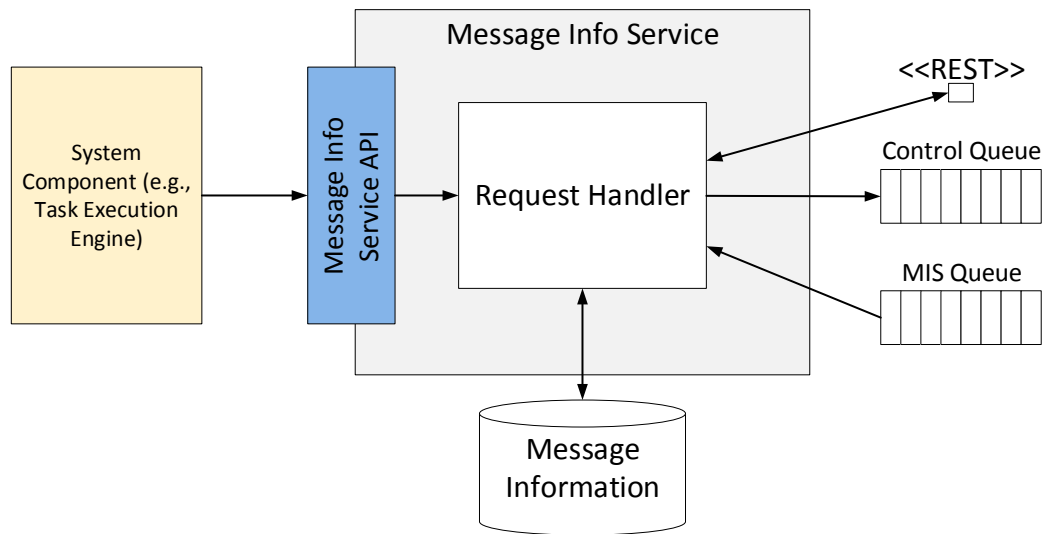 Message Info Service
<<REST>>
System
Component (e.g.,
Task Execution
Engine)
Message Info
Service API
Request Handler
Control Queue
MIS Queue
Message
Information